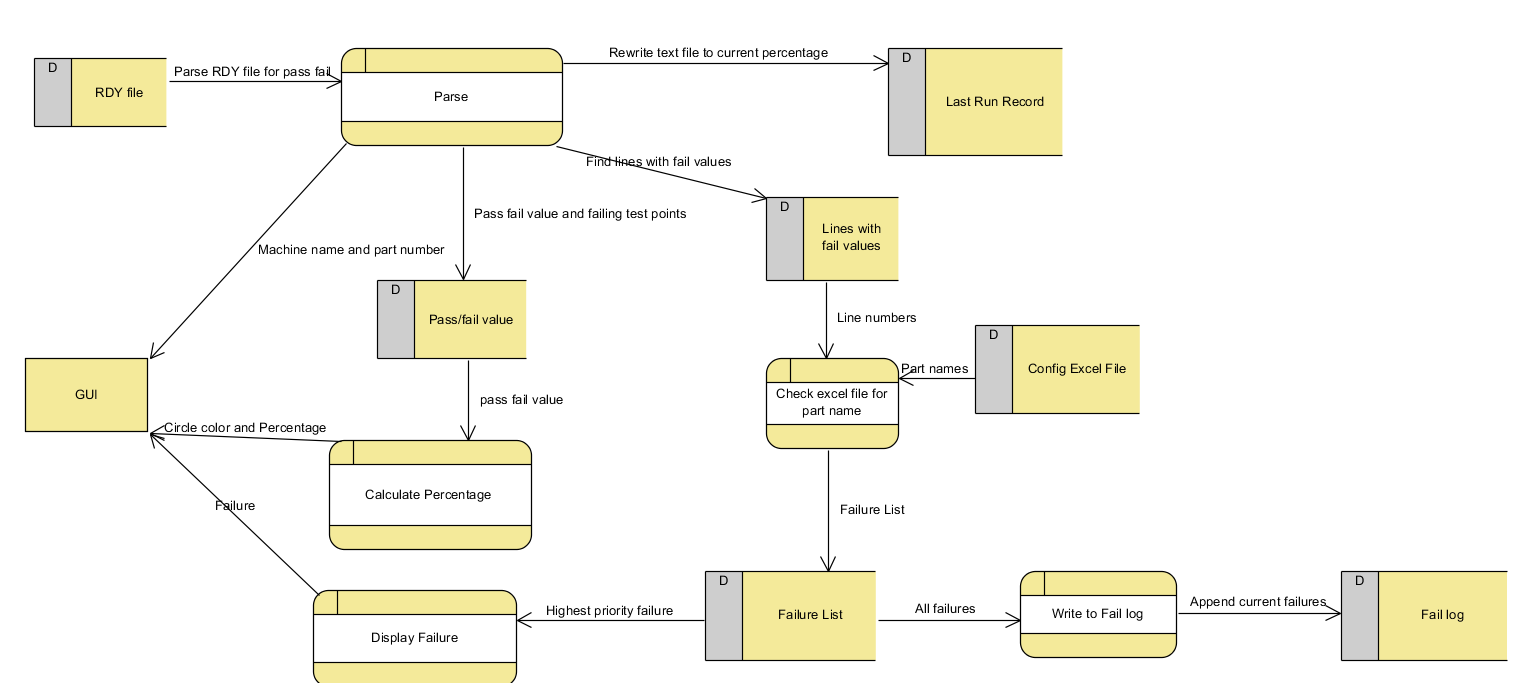 Rewrite text file to current percentage
D
RDY file
Parse RDY file for pass fail
Parse
D
Last Run Record
Find lines with fail values
Pass fail value and failing test points
D
Lines with
fail values
Machine name and part number
D
Pass/fail value
Line numbers
D
Config Excel File
Part names
GUI
Check excel file for
part name
pass fail value
Circle color and Percentage
Calculate Percentage
Failure
Failure List
D
Failure List
Highest priority failure
Display Failure
All failures
Write to Fail log
Append current failures
D
Fail log